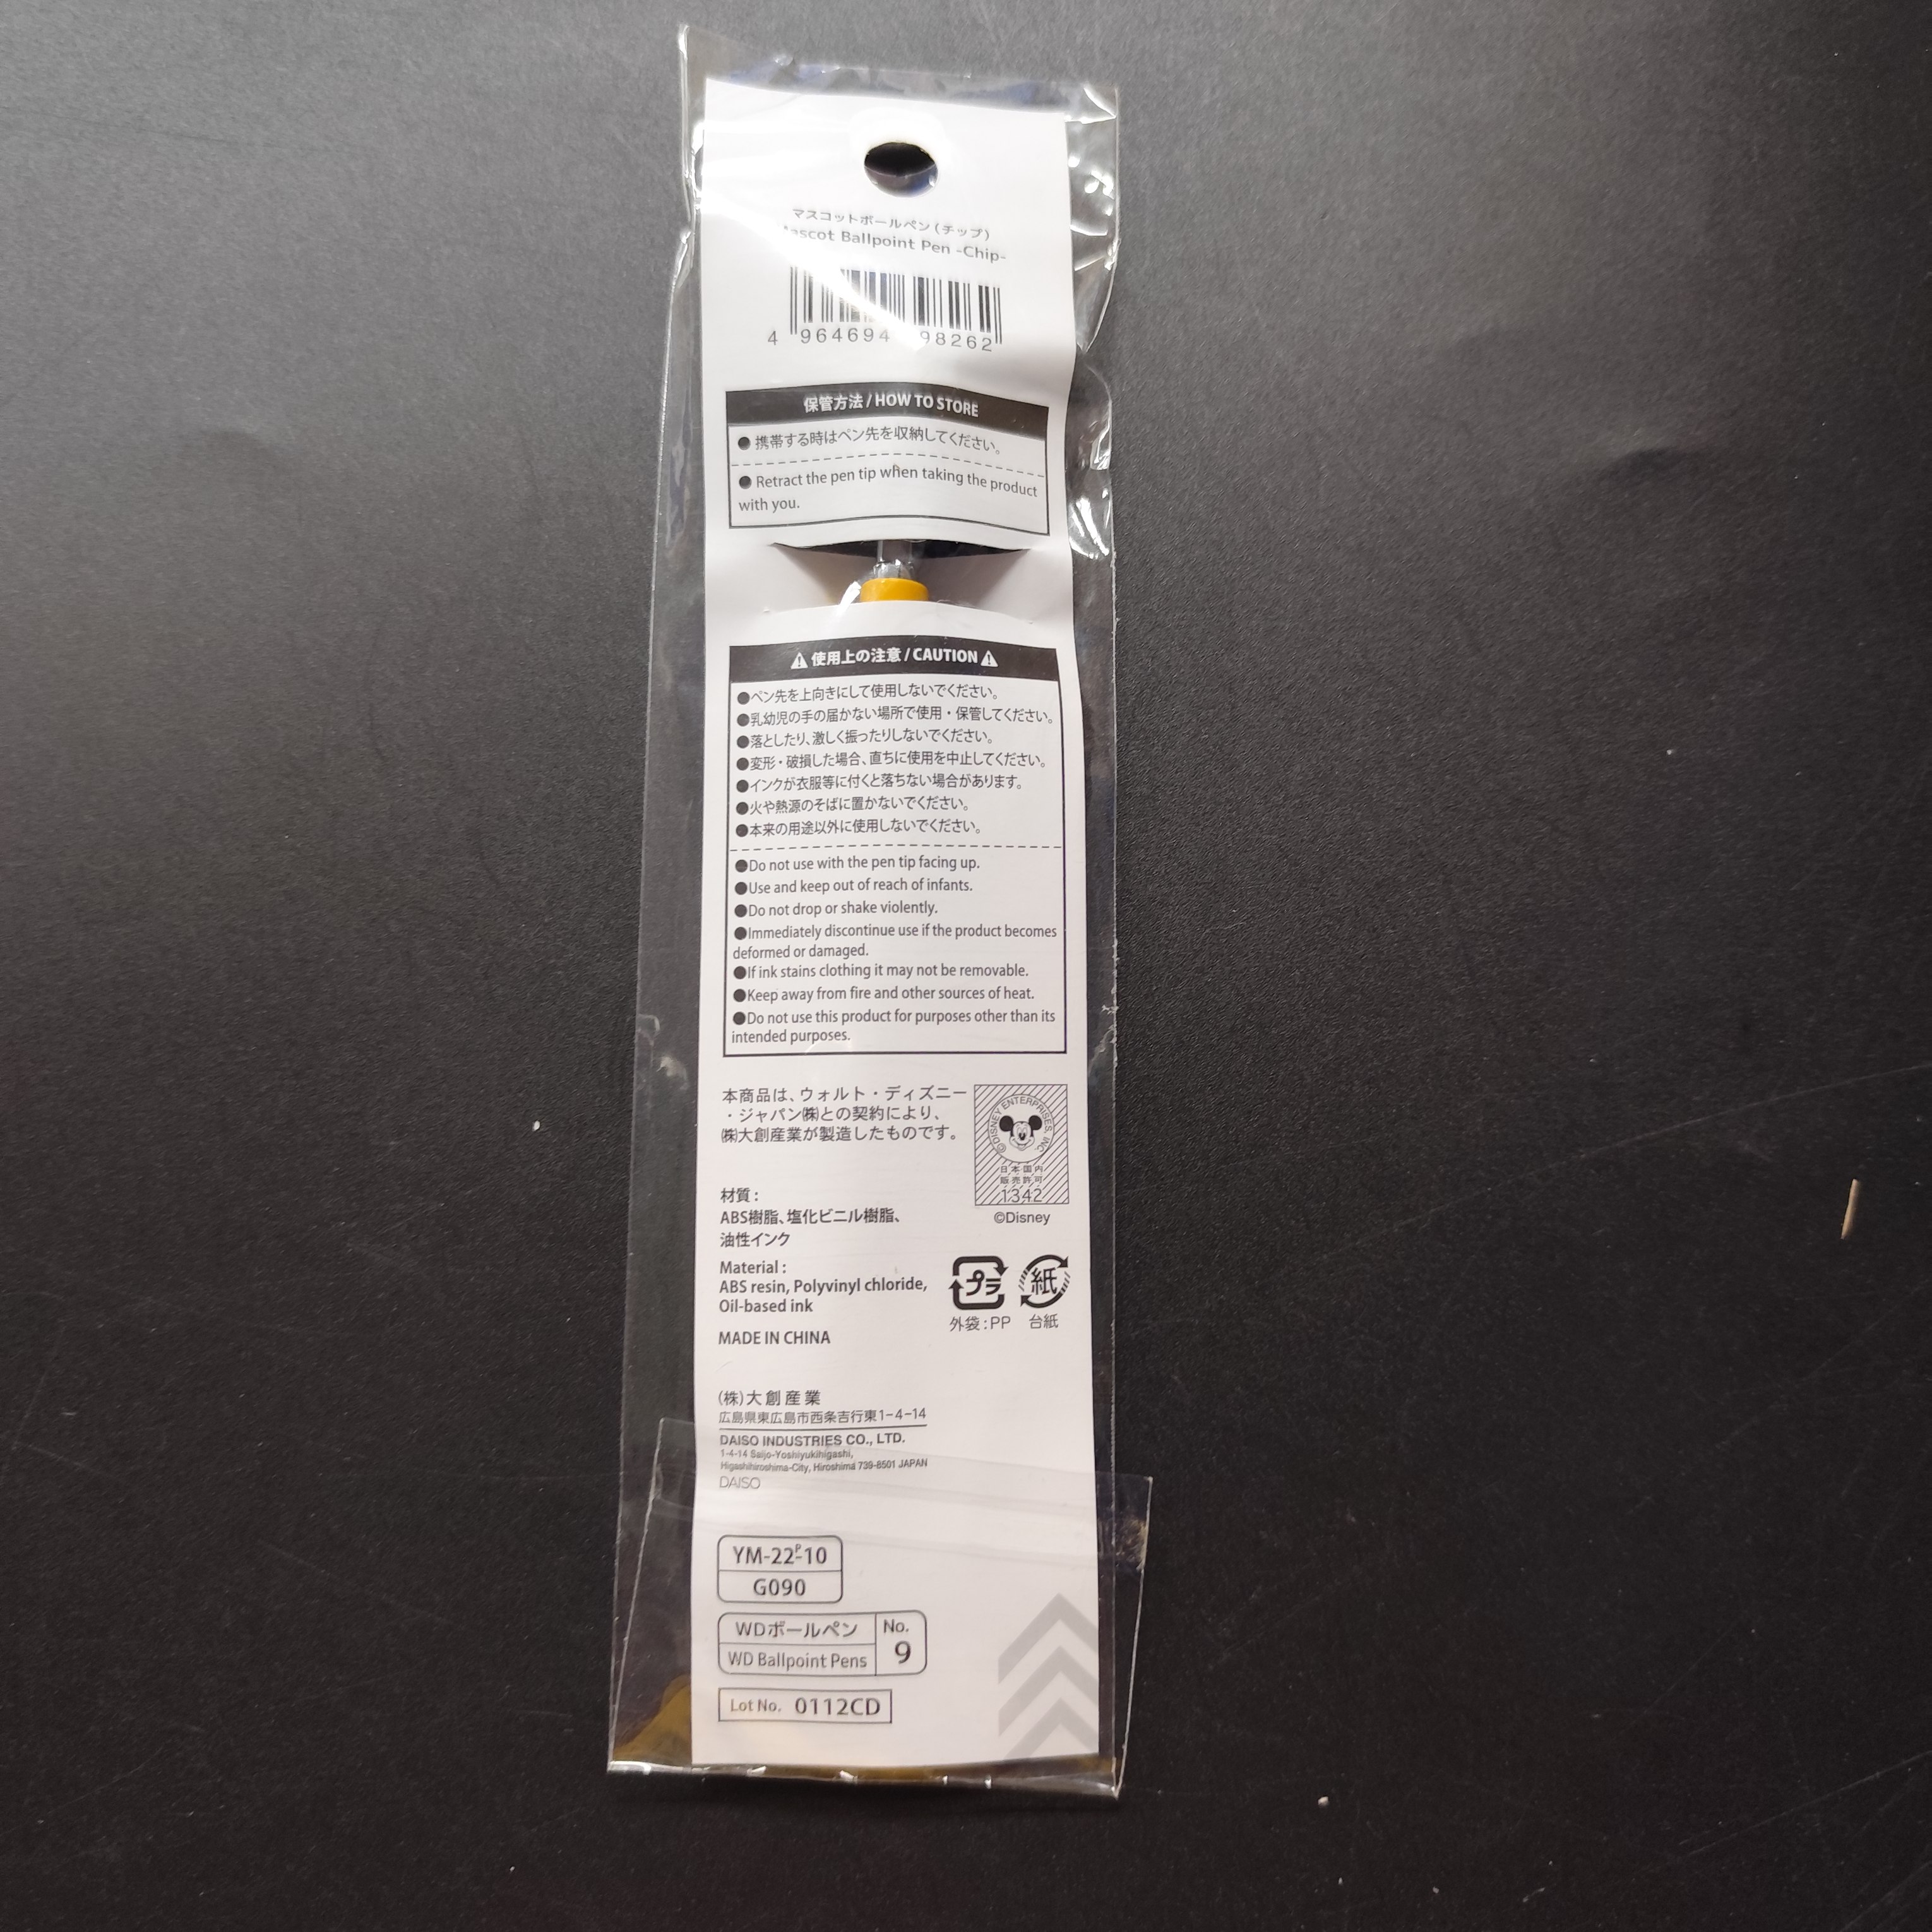 マスコットボールペン(チップ)
Ballpoint Pen -Chip-
4 964694 98262
保管方法 / HOW TO STORE
● 携帯する時はペン先を収納してください。
● Retract the pen tip when taking the product
with you.
⚠ 使用上の注意 / CAUTION ⚠
●ペン先を上向きにして使用しないでください。
●乳幼児の手の届かない場所で使用・保管してください。
●落としたり、激しく振ったりしないでください。
●変形・破損した場合、直ちに使用を中止してください。
●インクが衣服等に付くと落ちない場合があります。
●火や熱源のそばに置かないでください。
●本来の用途以外に使用しないでください。
●Do not use with the pen tip facing up.
●Use and keep out of reach of infants.
●Do not drop or shake violently.
●Immediately discontinue use if the product becomes
deformed or damaged.
●If ink stains clothing it may not be removable.
●Keep away from fire and other sources of heat.
●Do not use this product for purposes other than its
intended purposes.
本商品は、ウォルト・ディズニー
・ジャパン㈱との契約により、
㈱大創産業が製造したものです。
©DISNEY ENTERPRISES, INC.
日本国内
販売許可
1342
©Disney
材質 :
ABS樹脂、塩化ビニル樹脂、
油性インク
Material :
ABS resin, Polyvinyl chloride,
Oil-based ink
プラ 紙
外袋 : PP 台紙
MADE IN CHINA
(株)大創産業
広島県東広島市西条吉行東1-4-14
DAISO INDUSTRIES CO., LTD.
1-4-14 Saijo-Yoshiyukihigashi,
Higashihiroshima-City, Hiroshima 739-8501 JAPAN
DAISO
YM-22-P-10
G090
WDボールペン No.
WD Ballpoint Pens 9
Lot No. 0112CD